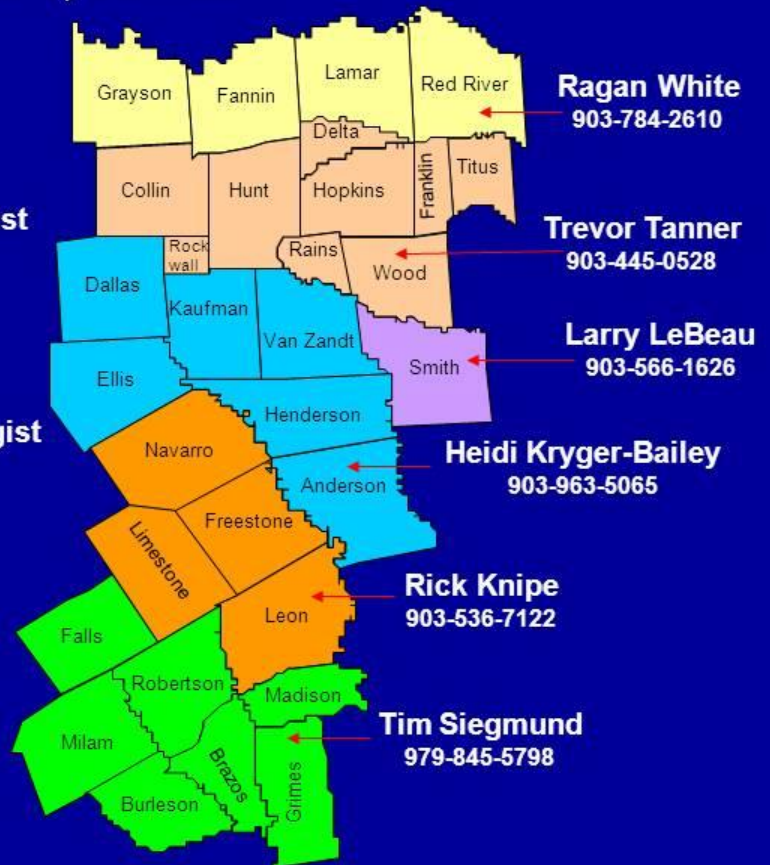 Grayson
Fannin
Lamar
Red River
Ragan White
903-784-2610
Delta
Collin
Hunt
Hopkins
Franklin
Titus
st
Rock
wall
Rains
Wood
Trevor Tanner
903-445-0528
Dallas
Kaufman
Van Zandt
Smith
Larry LeBeau
903-566-1626
Ellis
Henderson
gist
Navarro
Anderson
Heidi Kryger-Bailey
903-963-5065
Freestone
Limestone
Leon
Rick Knipe
903-536-7122
Falls
Robertson
Madison
Milam
Brazos
Grimes
Tim Siegmund
979-845-5798
Burleson